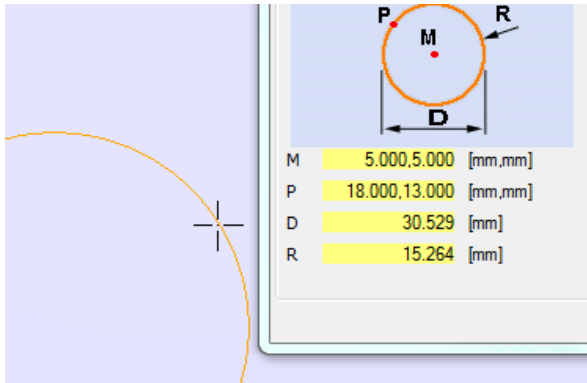 P
R
M
D
M 5.000,5.000 [mm,mm]
P 18.000,13.000 [mm,mm]
D 30.529 [mm]
R 15.264 [mm]